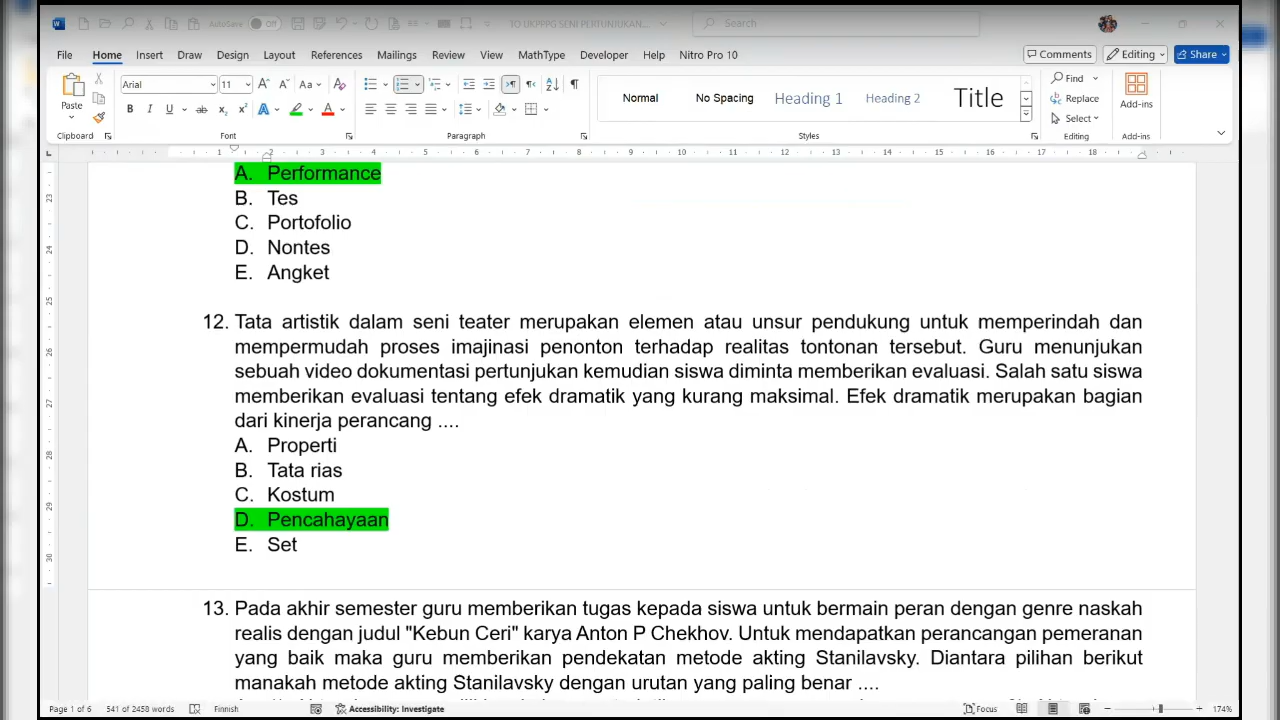 AutoSave Off TO UKPPPG SENI PERTUNJUKAN... Search
File Home Insert Draw Design Layout References Mailings Review View MathType Developer Help Nitro Pro 10 Comments Editing Share
Paste Arial 11 Normal No Spacing Heading 1 Heading 2 Title Find Replace Select Add-ins
Clipboard Font Paragraph Styles Editing Add-ins
A. Performance
B. Tes
C. Portofolio
D. Nontes
E. Angket
12. Tata artistik dalam seni teater merupakan elemen atau unsur pendukung untuk memperindah dan
mempermudah proses imajinasi penonton terhadap realitas tontonan tersebut. Guru menunjukan
sebuah video dokumentasi pertunjukan kemudian siswa diminta memberikan evaluasi. Salah satu siswa
memberikan evaluasi tentang efek dramatik yang kurang maksimal. Efek dramatik merupakan bagian
dari kinerja perancang ....
A. Properti
B. Tata rias
C. Kostum
D. Pencahayaan
E. Set
13. Pada akhir semester guru memberikan tugas kepada siswa untuk bermain peran dengan genre naskah
realis dengan judul "Kebun Ceri" karya Anton P Chekhov. Untuk mendapatkan perancangan pemeranan
yang baik maka guru memberikan pendekatan metode akting Stanilavsky. Diantara pilihan berikut
manakah metode akting Stanilavsky dengan urutan yang paling benar ....
Page 1 of 6 541 of 2458 words Finnish Accessibility: Investigate Focus 174%